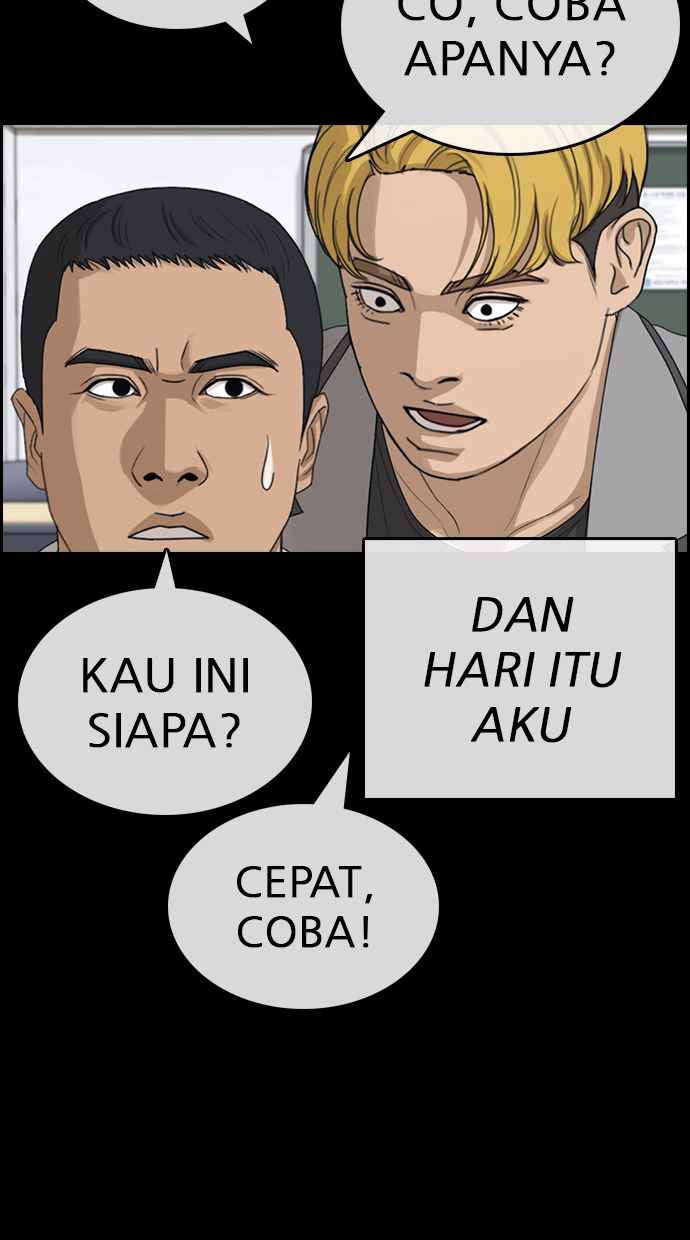 CO, COBA
APANYA?
KAU INI
SIAPA?
DAN
HARI ITU
AKU
CEPAT,
COBA!